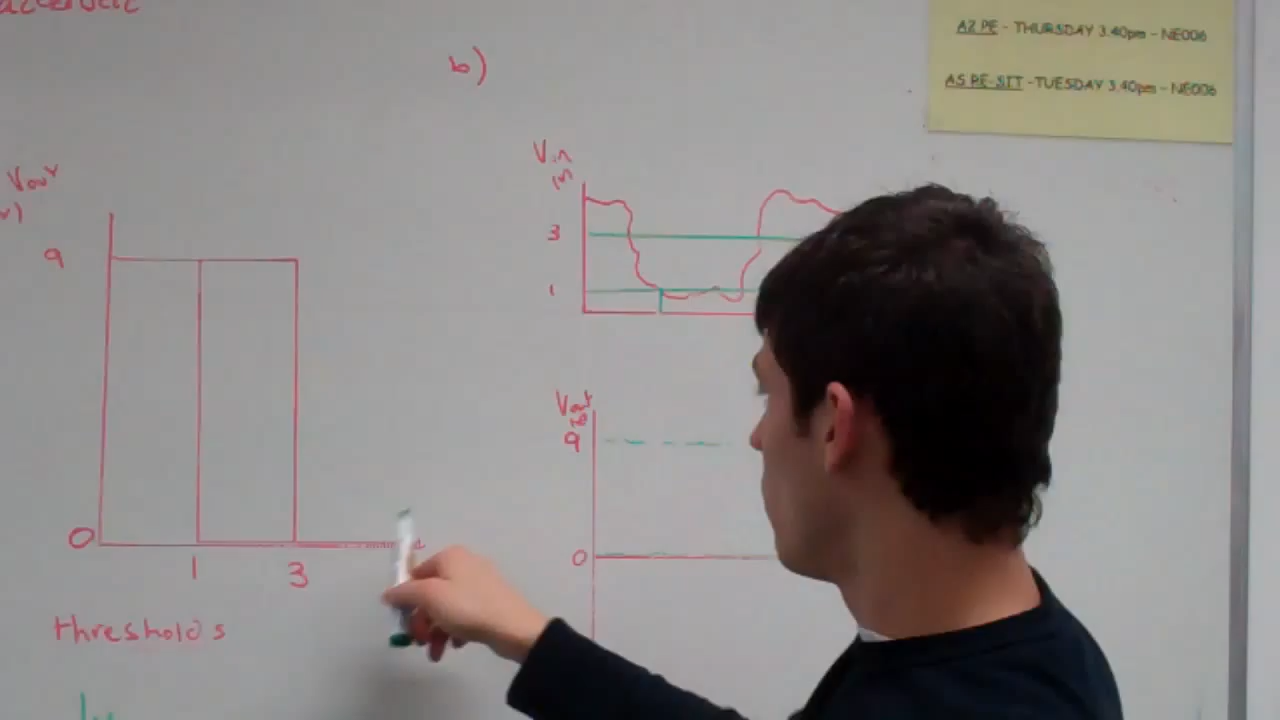 b)
A2 PE - THURSDAY 3.40pm - NE006
AS PE-SIT - TUESDAY 3.40pm - NE006
Vout
9
0
1
3
thresholds
Vin
(v)
3
1
Vout
9
0